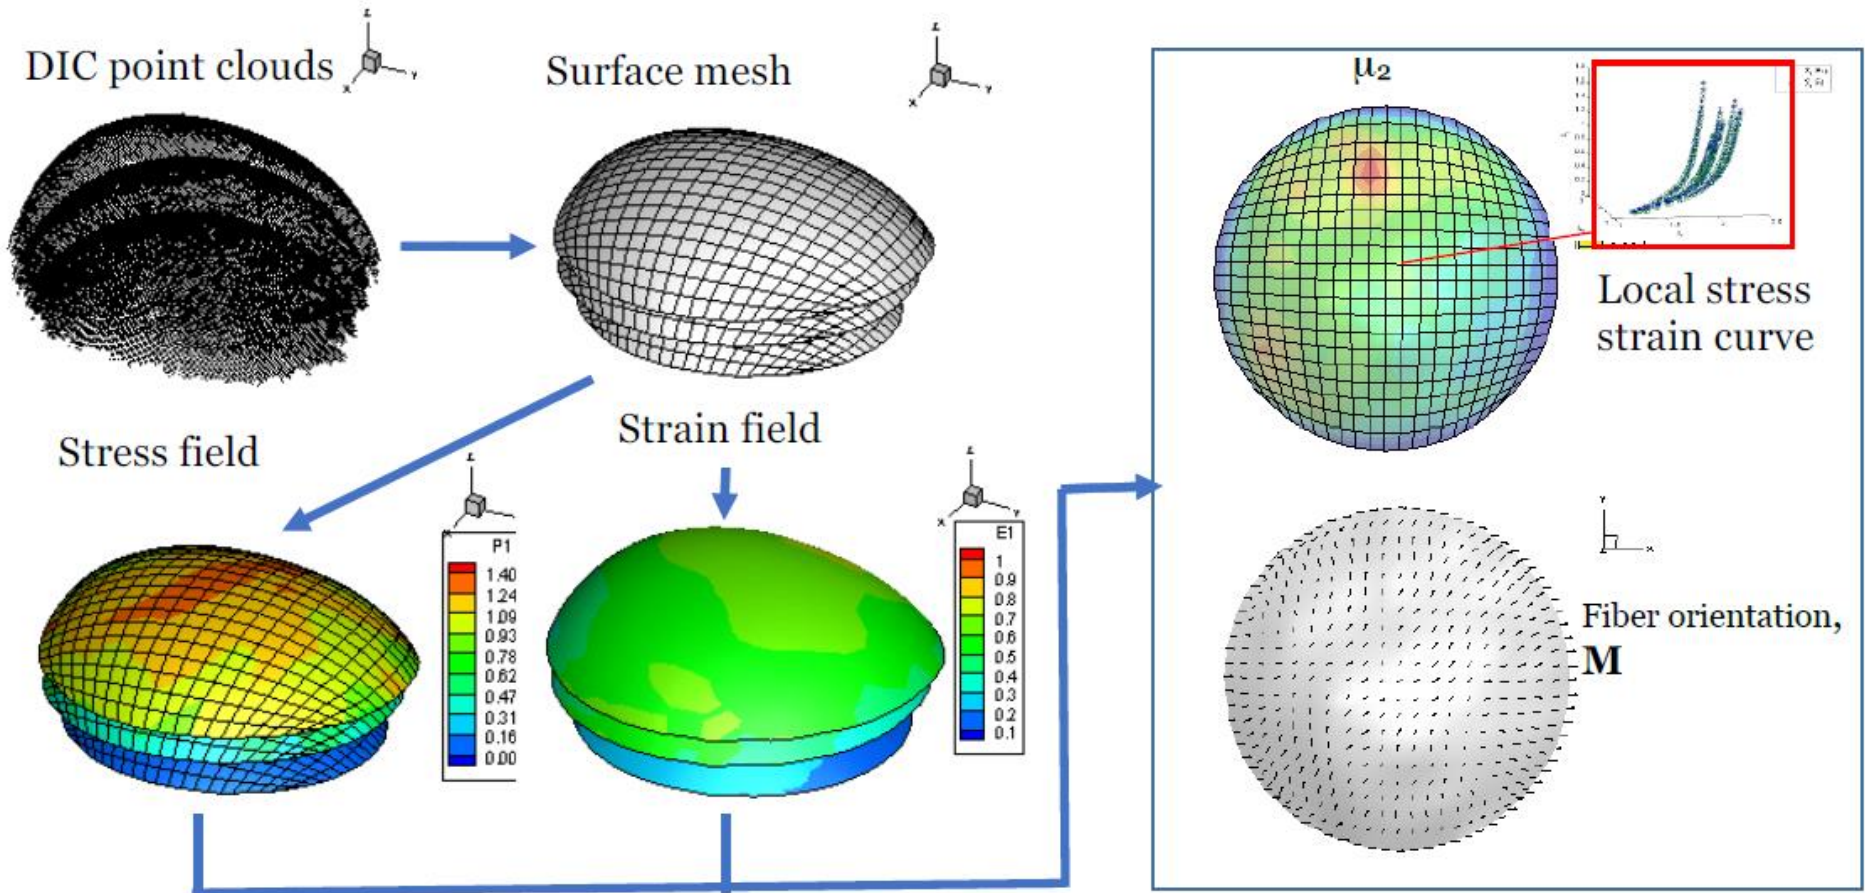 DIC point clouds
Z
X
Y
Surface mesh
Z
X
Y
μ₂
Local stress
strain curve
Stress field
Strain field
Z
X
P1
1.40
1.24
1.09
0.93
0.78
0.62
0.47
0.31
0.16
0.00
Z
X
Y
E1
1
0.9
0.8
0.7
0.6
0.5
0.4
0.3
0.2
0.1
Y
Z
X
Fiber orientation,
M